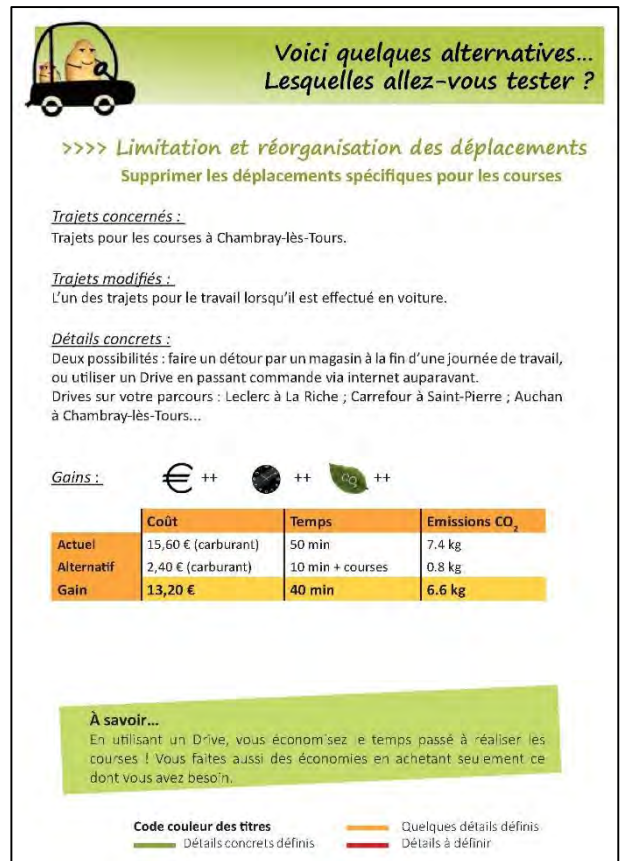 Voici quelques alternatives...
Lesquelles allez-vous tester ?
>>>> Limitation et réorganisation des déplacements
Supprimer les déplacements spécifiques pour les courses
Trajets concernés :
Trajets pour les courses à Chambray-lès-Tours.
Trajets modifiés :
L'un des trajets pour le travail lorsqu'il est effectué en voiture.
Détails concrets :
Deux possibilités : faire un détour par un magasin à la fin d'une journée de travail,
ou utiliser un Drive en passant commande via internet auparavant.
Drives sur votre parcours : Leclerc à La Riche ; Carrefour à Saint-Pierre ; Auchan
à Chambray-lès-Tours...
Gains : € ++ ++ CO₂ ++
Coût Temps Emissions CO₂
Actuel 15,60 € (carburant) 50 min 7.4 kg
Alternatif 2,40 € (carburant) 10 min + courses 0.8 kg
Gain 13,20 € 40 min 6.6 kg
À savoir...
En utilisant un Drive, vous économisez le temps passé à réaliser les
courses ! Vous faites aussi des économies en achetant seulement ce
dont vous avez besoin.
Code couleur des titres Quelques détails définis
Détails concrets définis Détails à définir